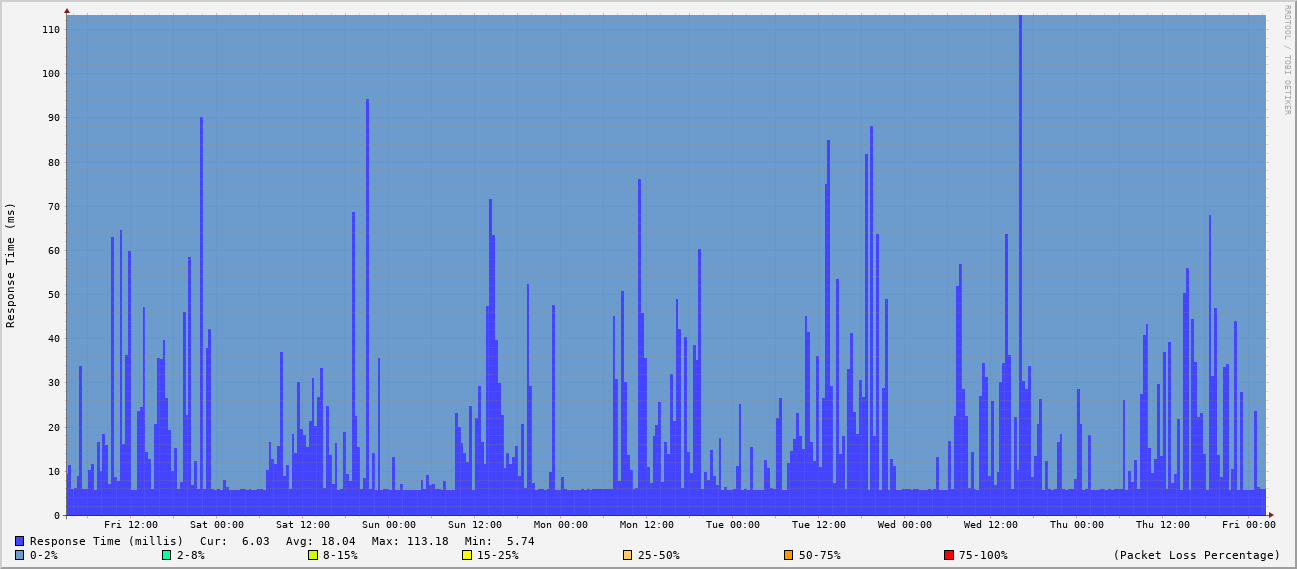 RRDTOOL / TOBI OETIKER
Response Time (ms)
110
100
90
80
70
60
50
40
30
20
10
0
Fri 12:00 Sat 00:00 Sat 12:00 Sun 00:00 Sun 12:00 Mon 00:00 Mon 12:00 Tue 00:00 Tue 12:00 Wed 00:00 Wed 12:00 Thu 00:00 Thu 12:00 Fri 00:00
Response Time (millis) Cur: 6.03 Avg: 18.04 Max: 113.18 Min: 5.74
0-2% 2-8% 8-15% 15-25% 25-50% 50-75% 75-100% (Packet Loss Percentage)